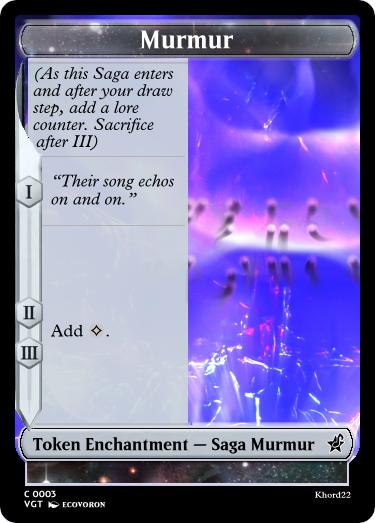 Murmur
(As this Saga enters
and after your draw
step, add a lore
counter. Sacrifice
after III)
I
“Their song echos
on and on.”
II
III
Add .
Token Enchantment — Saga Murmur
C 0003
VGT ECOVORON
Khord22